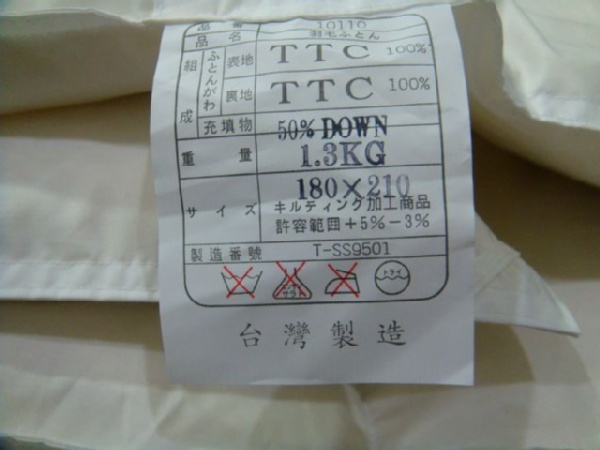 品番 10110
品名 羽毛ふとん
組成 ふとんがわ 表地 TTC 100%
裏地 TTC 100%
充填物 50% DOWN
重量 1.3KG
サイズ 180×210
キルティング加工商品
許容範囲+5%-3%
製造番號 T-SS9501
台灣製造